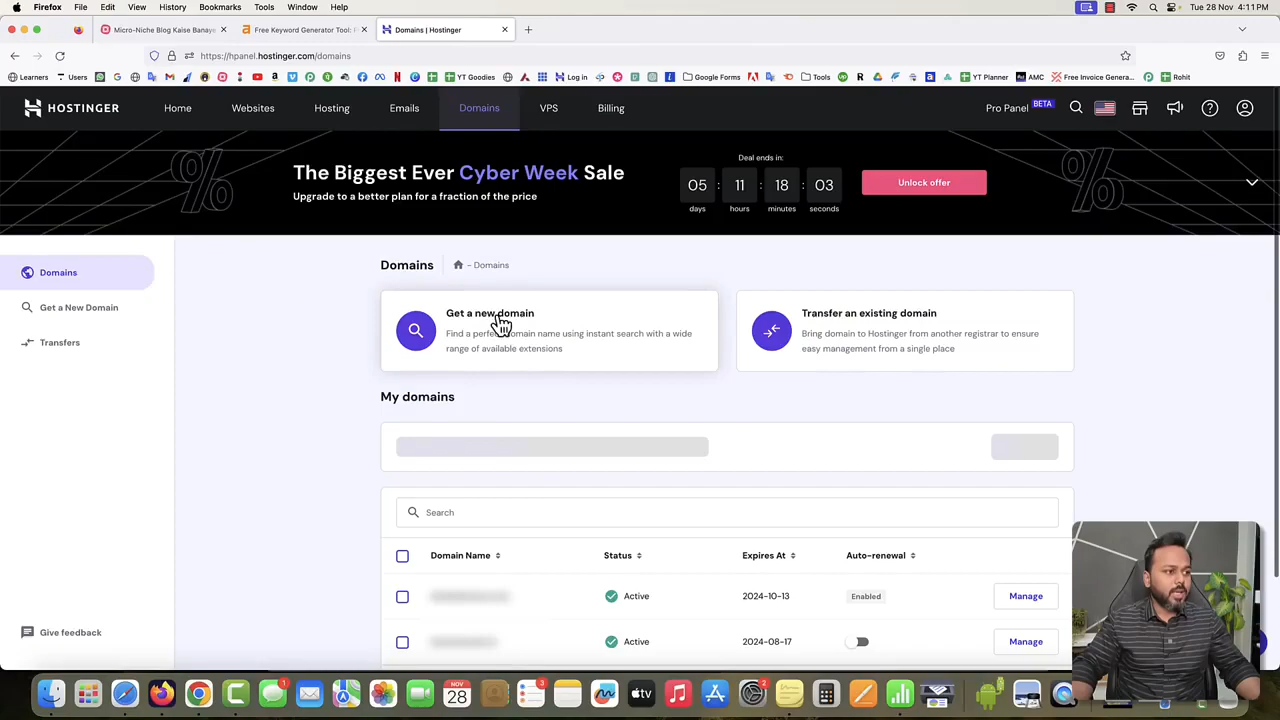 Firefox File Edit View History Bookmarks Tools Window Help Tue 28 Nov 4:11 PM
Micro-Niche Blog Kaise Banaye Free Keyword Generator Tool: F Domains | Hostinger
https://hpanel.hostinger.com/domains
Learners Users YT Goodies Log in Google Forms Tools YT Planner AMC Free Invoice Genera... Rohit
HOSTINGER Home Websites Hosting Emails Domains VPS Billing Pro Panel BETA
Deal ends in:
The Biggest Ever Cyber Week Sale 05 : 11 : 18 : 03 Unlock offer
Upgrade to a better plan for a fraction of the price
days hours minutes seconds
Domains
Get a New Domain
Transfers
Give feedback
Domains - Domains
Get a new domain
Find a perfect domain name using instant search with a wide
range of available extensions
Transfer an existing domain
Bring domain to Hostinger from another registrar to ensure
easy management from a single place
My domains
Search
Domain Name Status Expires At Auto-renewal
Active 2024-10-13 Enabled Manage
Active 2024-08-17 Manage